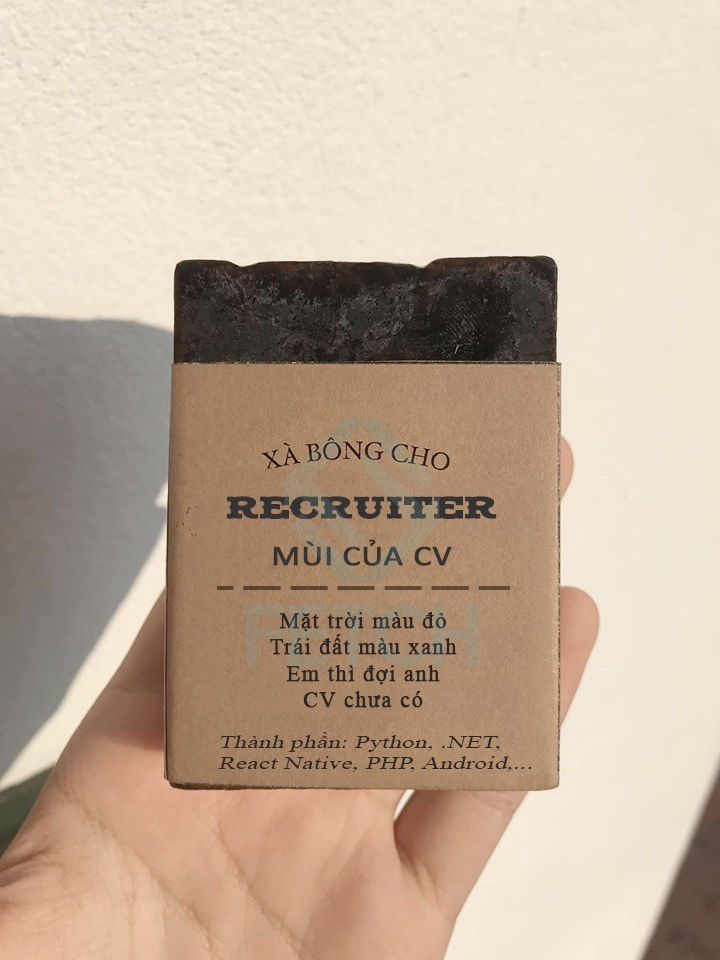 XÀ BÔNG CHO
RECRUITER
MÙI CỦA CV
Mặt trời màu đỏ
Trái đất màu xanh
Em thì đợi anh
CV chưa có
Thành phần: Python, .NET,
React Native, PHP, Android,...
FETCH